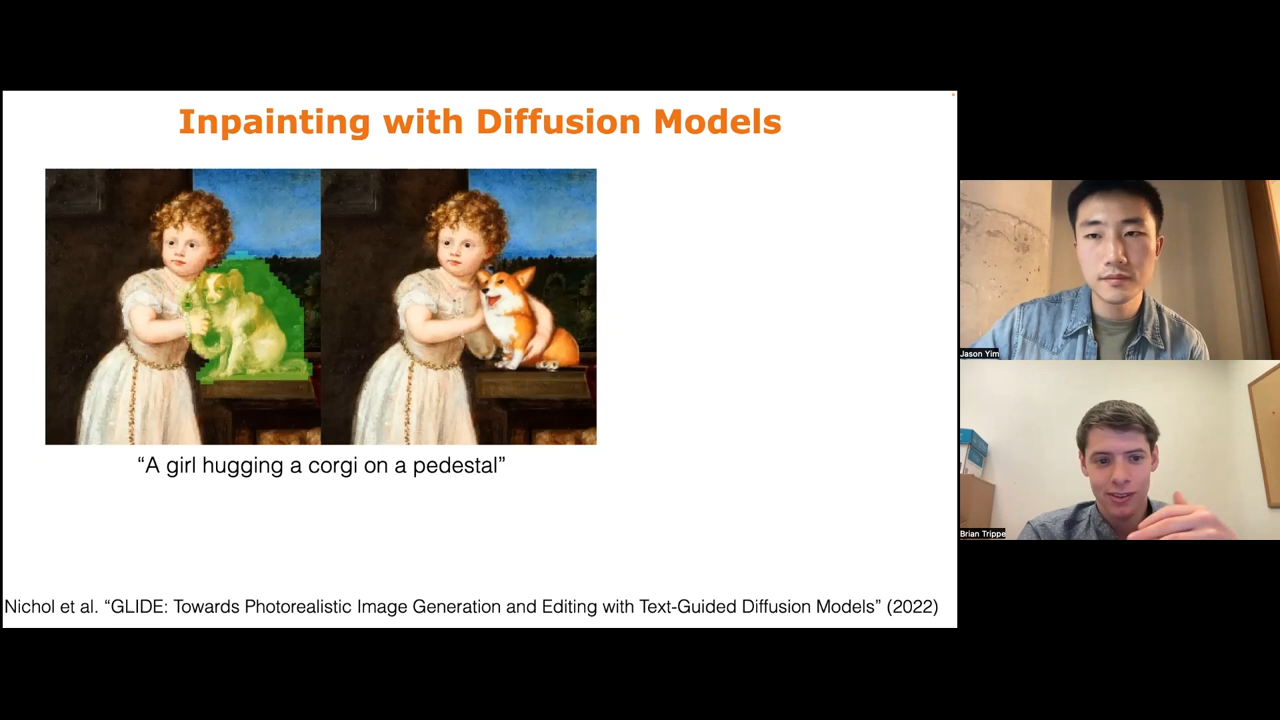 Inpainting with Diffusion Models
“A girl hugging a corgi on a pedestal”
Nichol et al. “GLIDE: Towards Photorealistic Image Generation and Editing with Text-Guided Diffusion Models” (2022)
Jason Yim
Brian Trippe